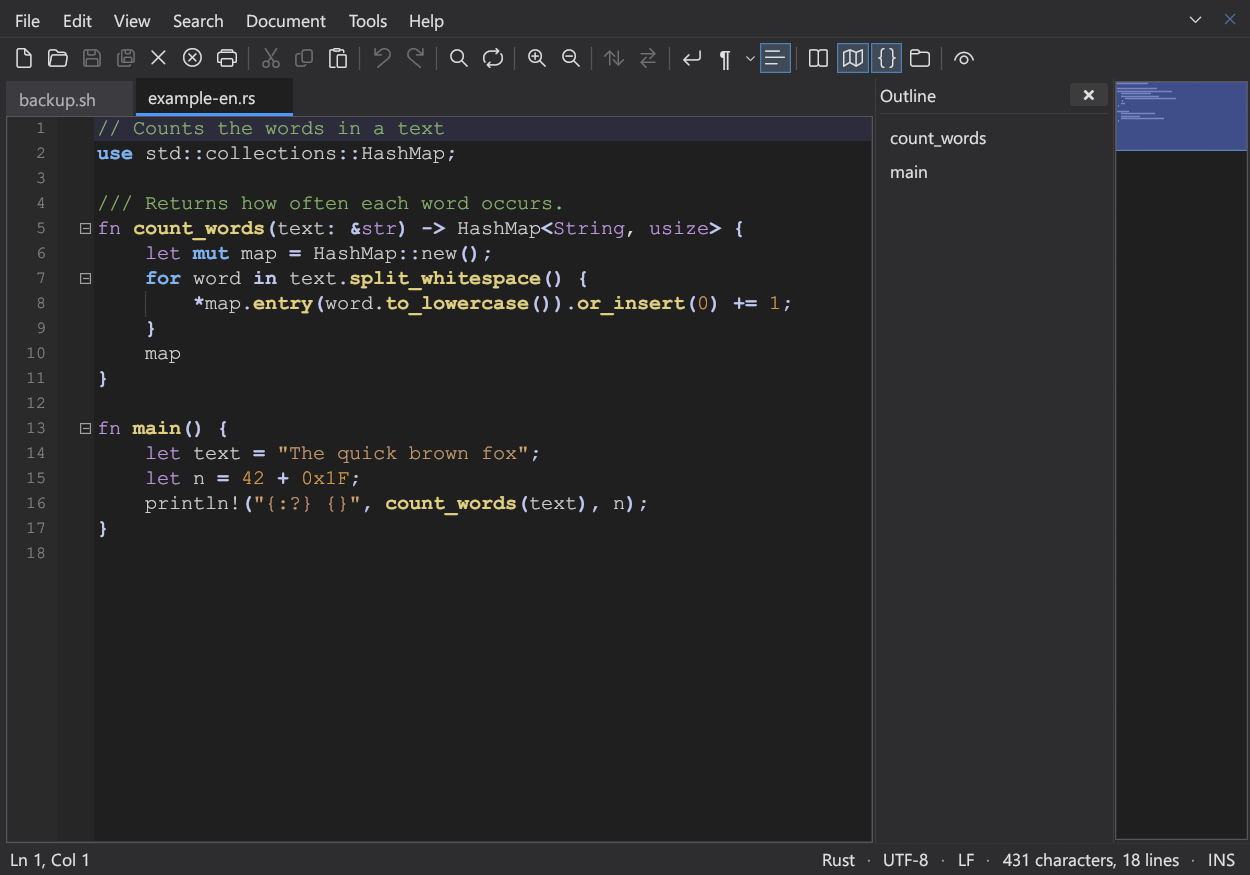 File Edit View Search Document Tools Help
backup.sh example-en.rs
Outline
count_words
main
1 // Counts the words in a text
2 use std::collections::HashMap;
3
4 /// Returns how often each word occurs.
5 fn count_words(text: &str) -> HashMap<String, usize> {
6     let mut map = HashMap::new();
7     for word in text.split_whitespace() {
8         *map.entry(word.to_lowercase()).or_insert(0) += 1;
9     }
10     map
11 }
12
13 fn main() {
14     let text = "The quick brown fox";
15     let n = 42 + 0x1F;
16     println!("{:?} {}", count_words(text), n);
17 }
18
Ln 1, Col 1 Rust · UTF-8 · LF · 431 characters, 18 lines · INS